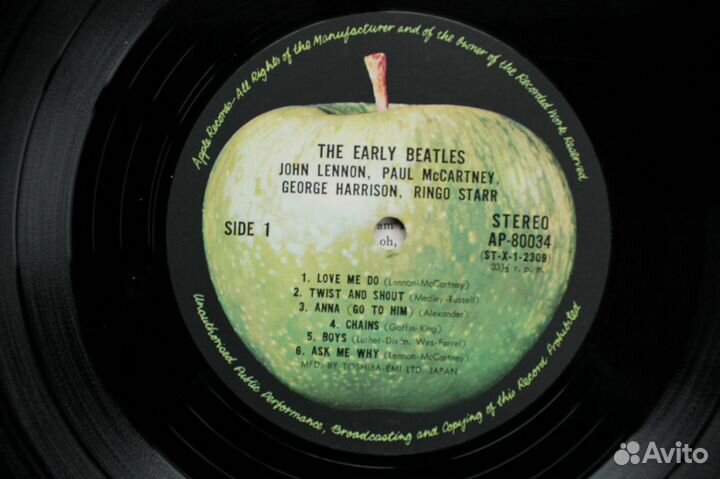 Apple Records-All Rights of the Manufacturer and of the Owner of the Recorded Work Reserved
THE EARLY BEATLES
JOHN LENNON, PAUL McCARTNEY,
GEORGE HARRISON, RINGO STARR
SIDE 1
STEREO
AP-80034
(ST-X-1-2309)
33⅓ r. p. m.
am
oh,
1. LOVE ME DO (Lennon-McCartney)
2. TWIST AND SHOUT (Medley-Russell)
3. ANNA (GO TO HIM) (Alexander)
4. CHAINS (Goffin-King)
5. BOYS (Luther-Dixon, Wes-Farrel)
6. ASK ME WHY (Lennon-McCartney)
MFD. BY TOSHIBA-EMI LTD. JAPAN
Unauthorised Public Performance, Broadcasting and Copying of this Record Prohibited
Avito